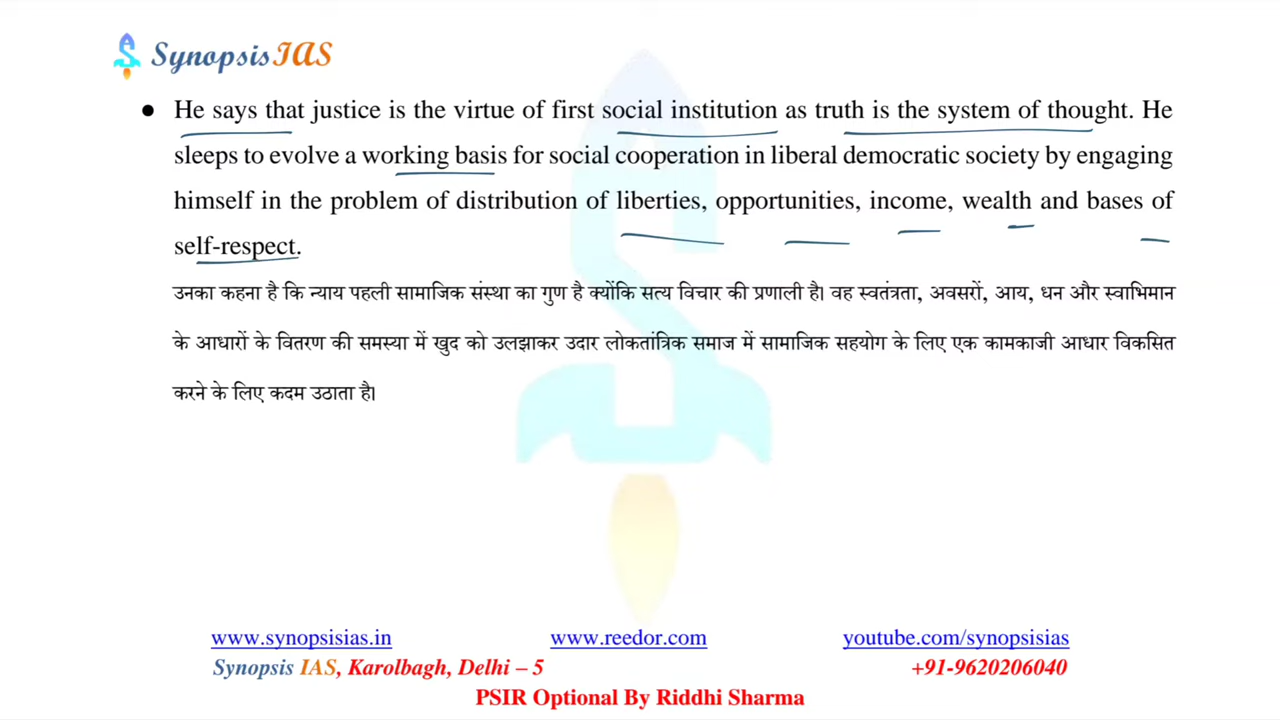 Synopsis IAS
● He says that justice is the virtue of first social institution as truth is the system of thought. He
sleeps to evolve a working basis for social cooperation in liberal democratic society by engaging
himself in the problem of distribution of liberties, opportunities, income, wealth and bases of
self-respect.
उनका कहना है कि न्याय पहली सामाजिक संस्था का गुण है क्योंकि सत्य विचार की प्रणाली है। वह स्वतंत्रता, अवसरों, आय, धन और स्वाभिमान
के आधारों के वितरण की समस्या में खुद को उलझाकर उदार लोकतांत्रिक समाज में सामाजिक सहयोग के लिए एक कामकाजी आधार विकसित
करने के लिए कदम उठाता है।
www.synopsisias.in www.reedor.com youtube.com/synopsisias
Synopsis IAS, Karolbagh, Delhi – 5 +91-9620206040
PSIR Optional By Riddhi Sharma